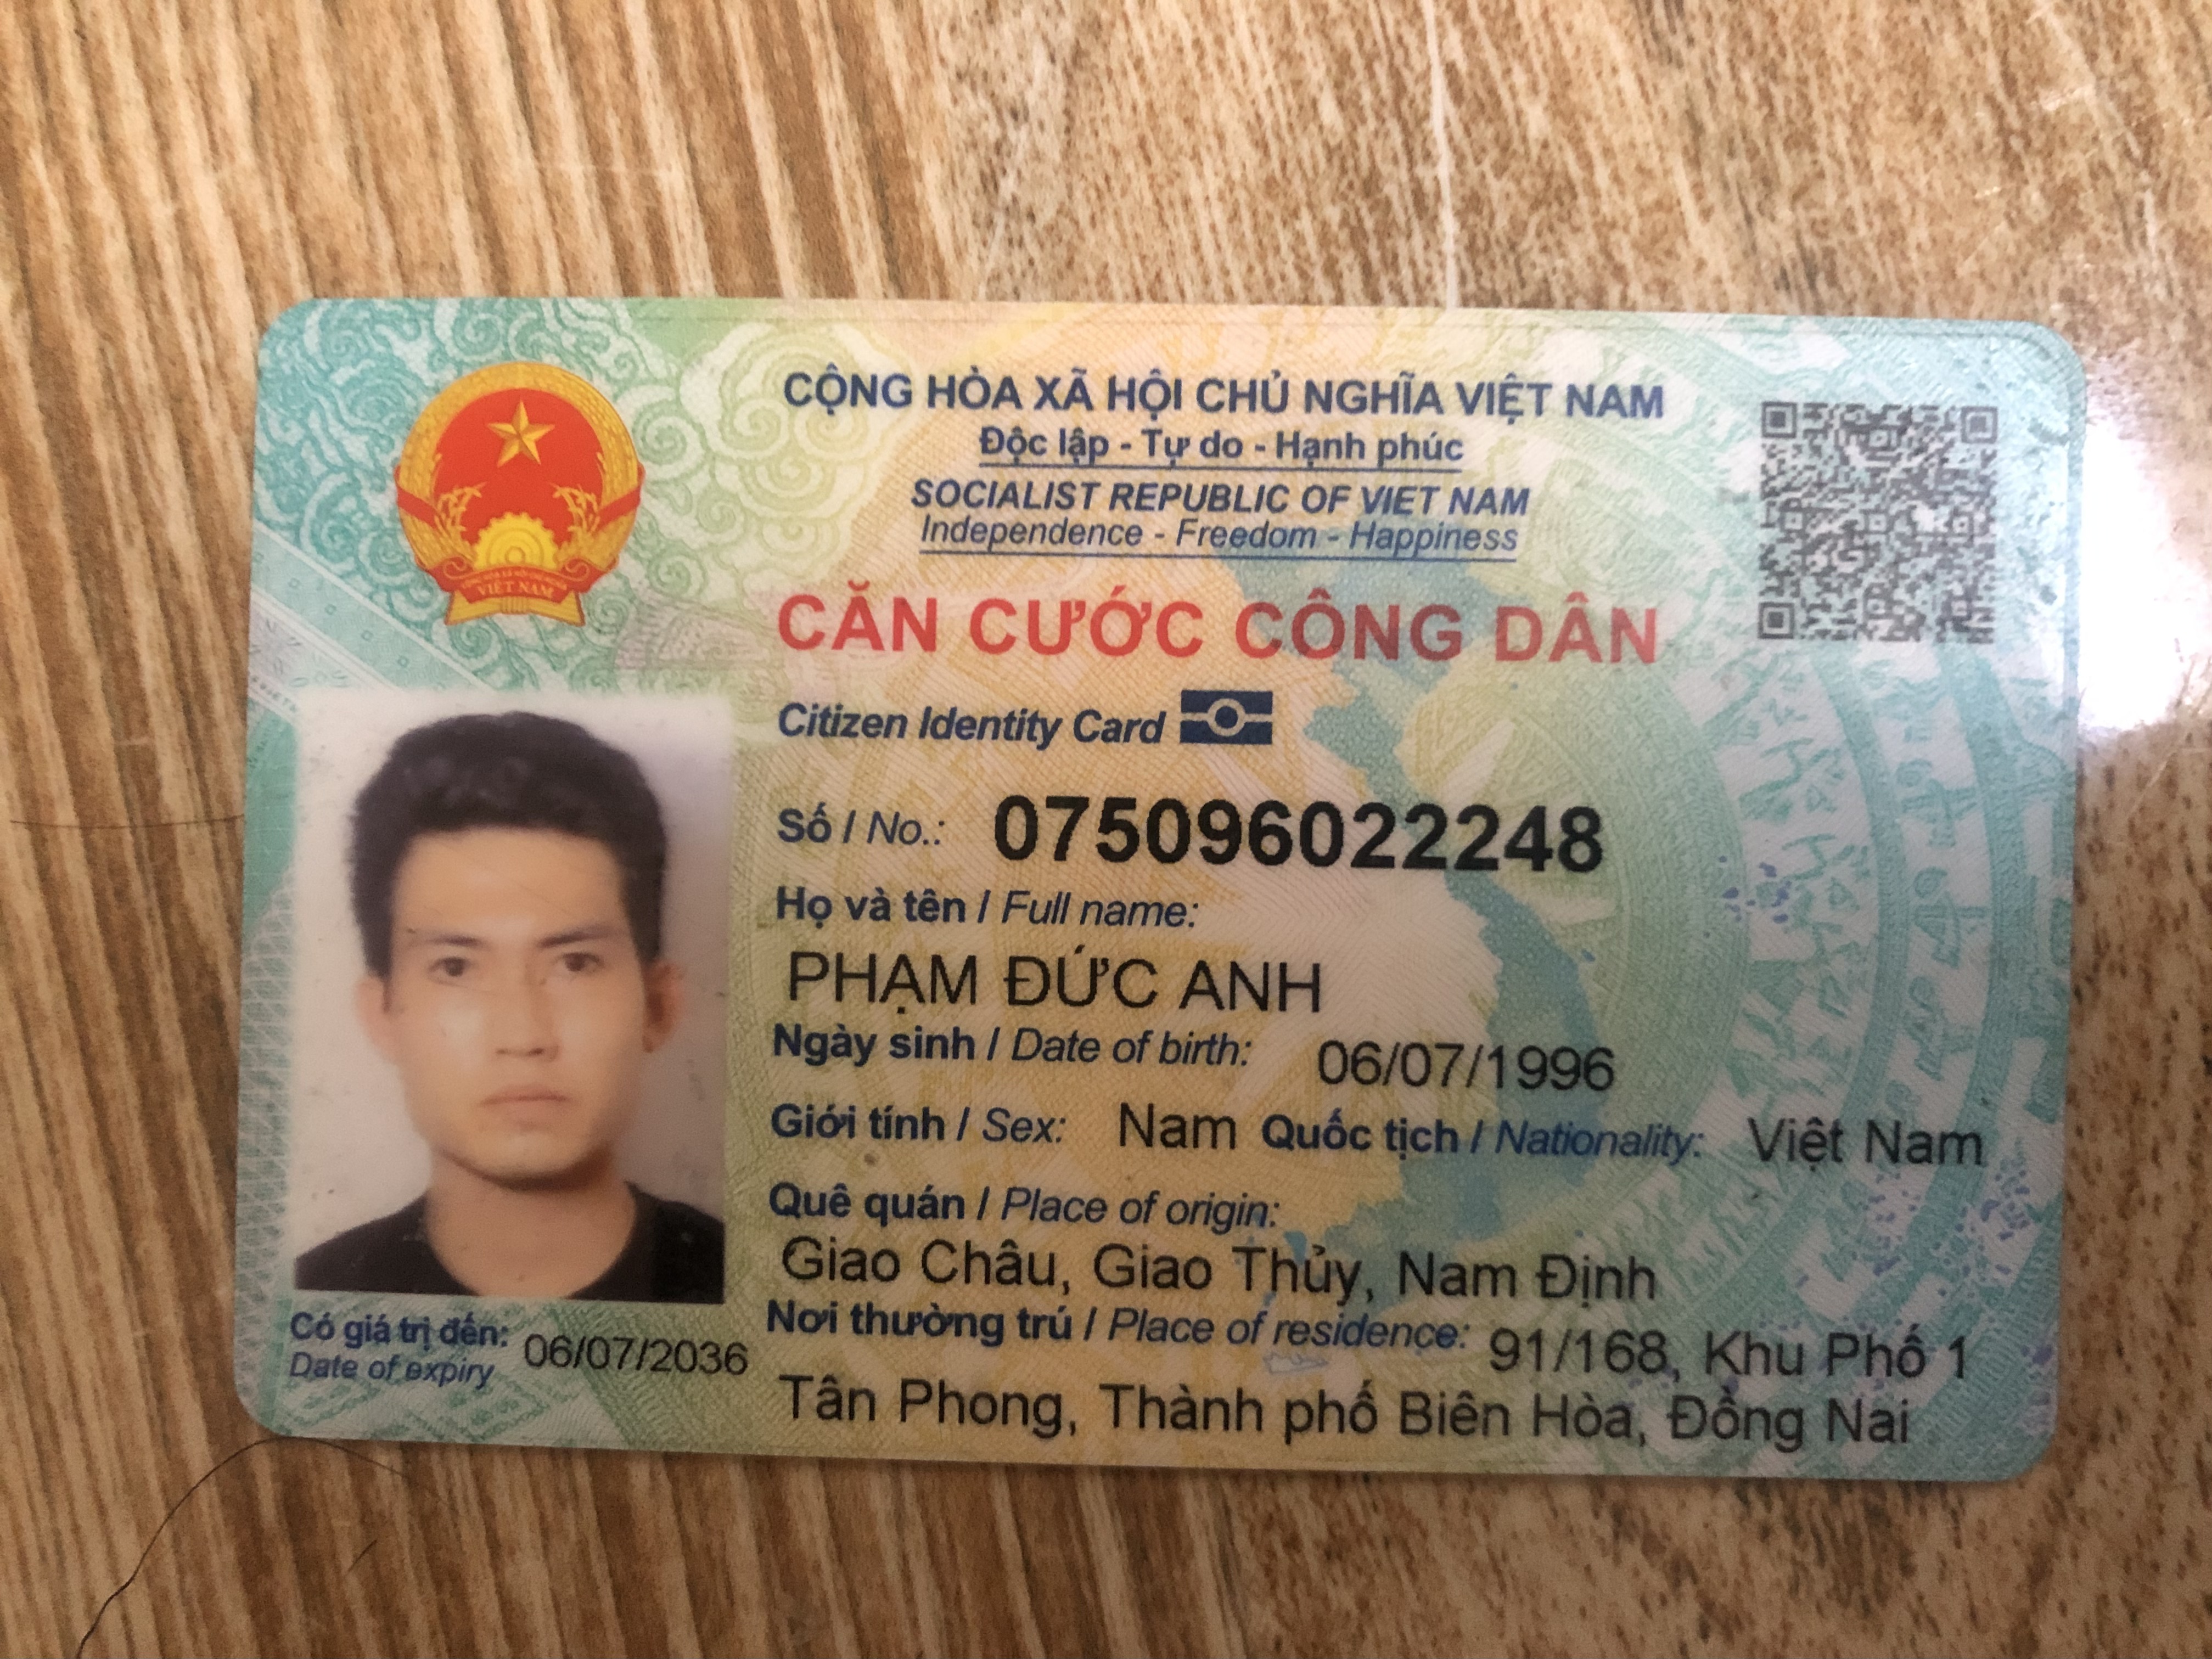 CỘNG HÒA XÃ HỘI CHỦ NGHĨA VIỆT NAM
Độc lập - Tự do - Hạnh phúc
SOCIALIST REPUBLIC OF VIET NAM
Independence - Freedom - Happiness
VIỆT NAM
CĂN CƯỚC CÔNG DÂN
Citizen Identity Card
Số / No.: 075096022248
Họ và tên / Full name:
PHẠM ĐỨC ANH
Ngày sinh / Date of birth: 06/07/1996
Giới tính / Sex: Nam Quốc tịch / Nationality: Việt Nam
Quê quán / Place of origin:
Giao Châu, Giao Thủy, Nam Định
Nơi thường trú / Place of residence: 91/168, Khu Phố 1
Tân Phong, Thành phố Biên Hòa, Đồng Nai
Có giá trị đến: 06/07/2036
Date of expiry